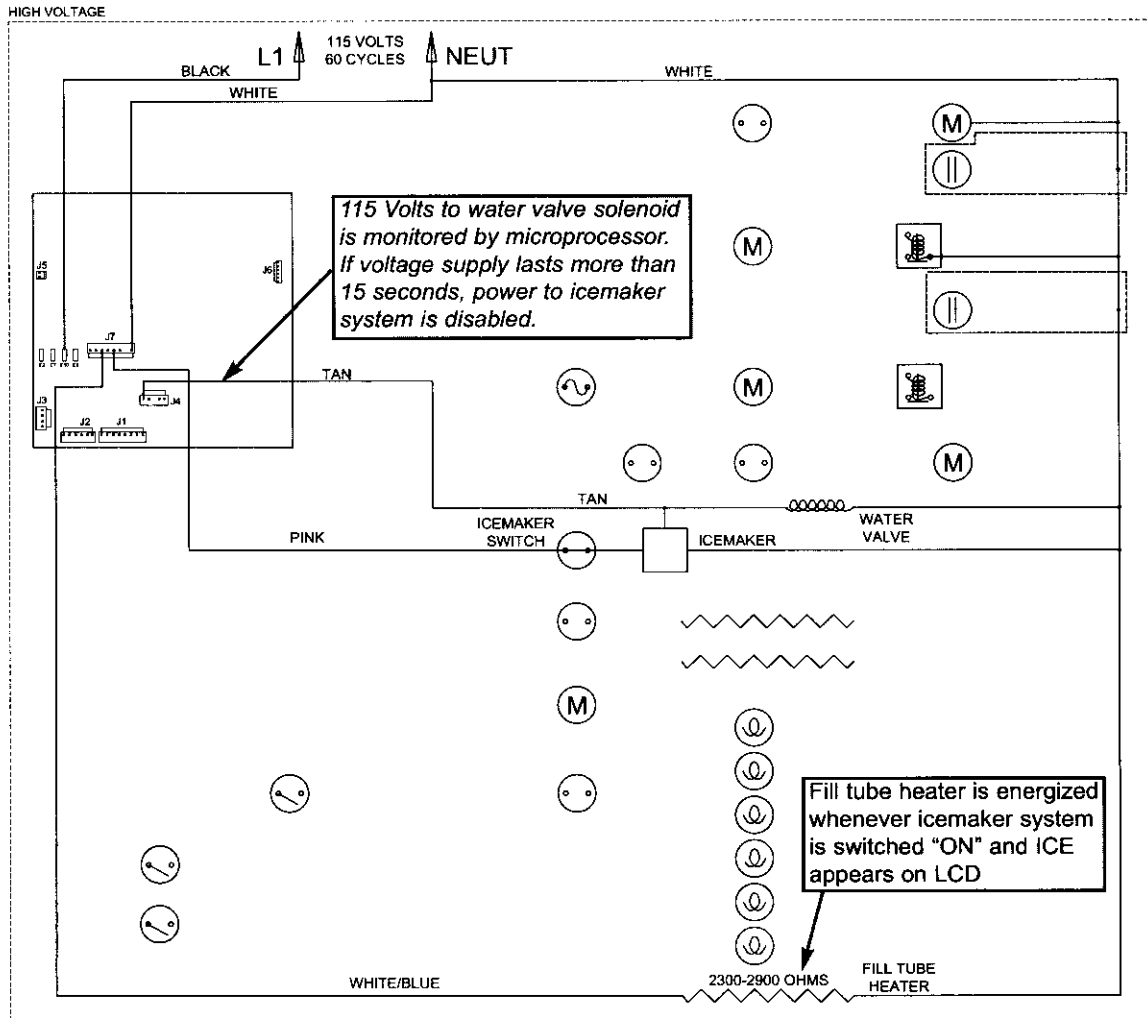 HIGH VOLTAGE
L1
115 VOLTS
60 CYCLES
NEUT
BLACK
WHITE
WHITE
M
115 Volts to water valve solenoid
is monitored by microprocessor.
If voltage supply lasts more than
15 seconds, power to icemaker
system is disabled.
M
J5
J6
J7
TAN
M
J3
J4
J2
J1
M
TAN
WATER
VALVE
PINK
ICEMAKER
SWITCH
ICEMAKER
M
Fill tube heater is energized
whenever icemaker system
is switched "ON" and ICE
appears on LCD
WHITE/BLUE
2300-2900 OHMS
FILL TUBE
HEATER